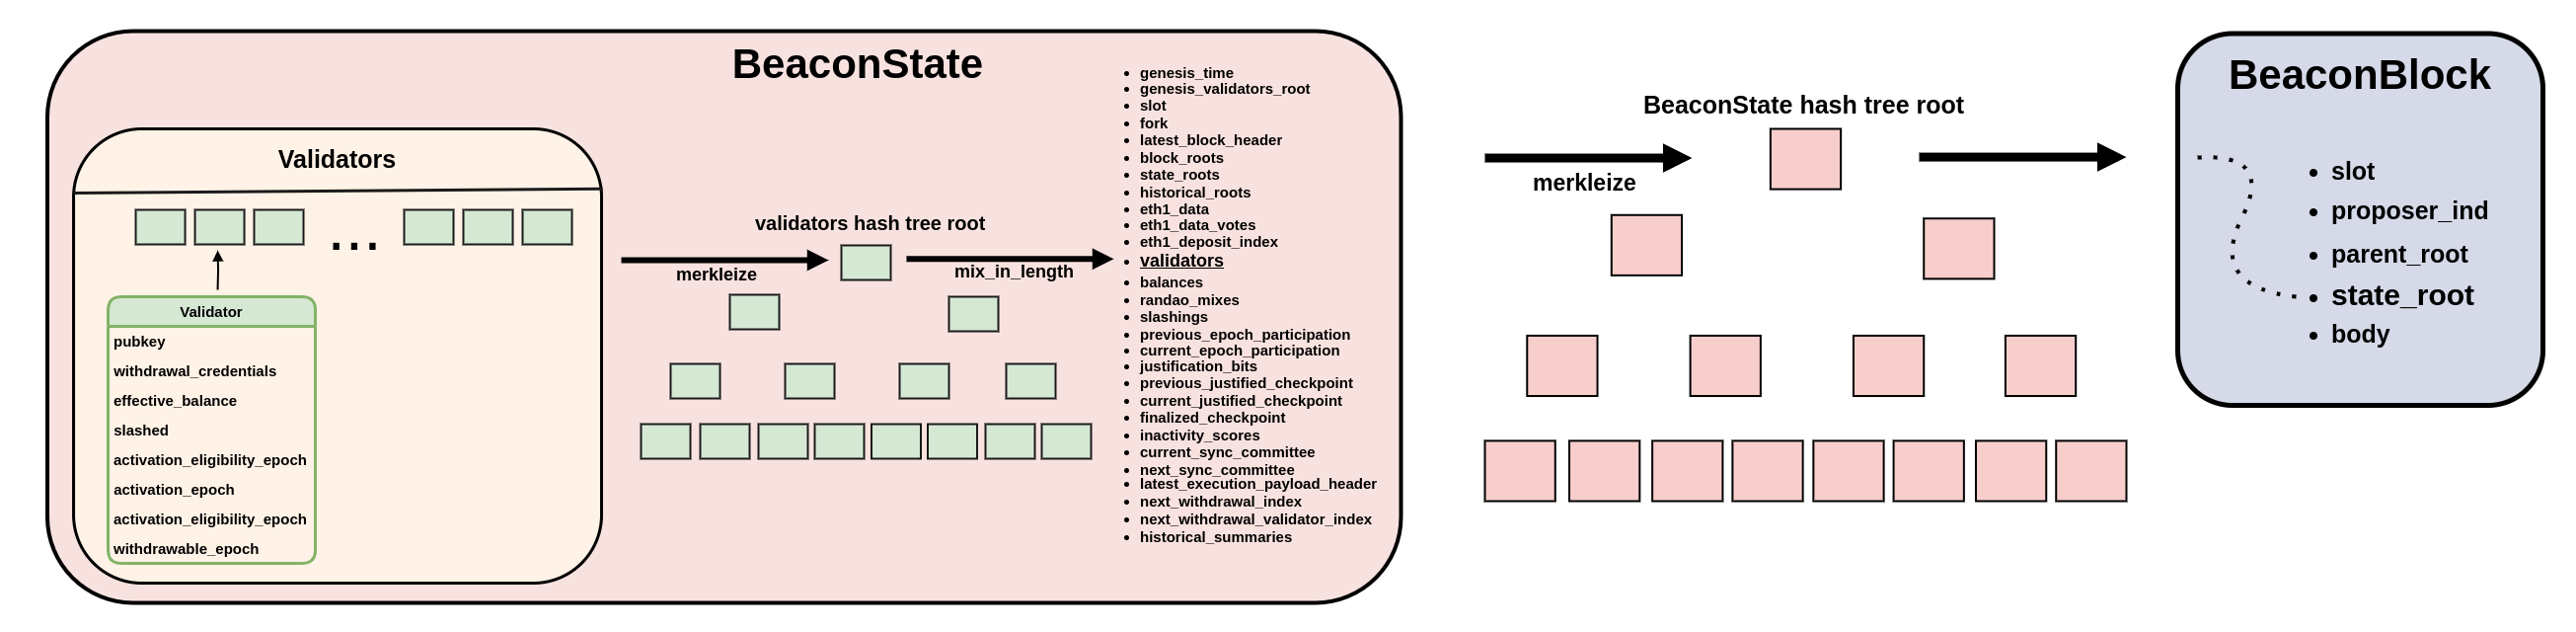 BeaconState
Validators
...
Validator
pubkey
withdrawal_credentials
effective_balance
slashed
activation_eligibility_epoch
activation_epoch
activation_eligibility_epoch
withdrawable_epoch
validators hash tree root
merkleize
mix_in_length
• genesis_time
• genesis_validators_root
• slot
• fork
• latest_block_header
• block_roots
• state_roots
• historical_roots
• eth1_data
• eth1_data_votes
• eth1_deposit_index
• validators
• balances
• randao_mixes
• slashings
• previous_epoch_participation
• current_epoch_participation
• justification_bits
• previous_justified_checkpoint
• current_justified_checkpoint
• finalized_checkpoint
• inactivity_scores
• current_sync_committee
• next_sync_committee
• latest_execution_payload_header
• next_withdrawal_index
• next_withdrawal_validator_index
• historical_summaries
BeaconState hash tree root
merkleize
BeaconBlock
• slot
• proposer_ind
• parent_root
• state_root
• body